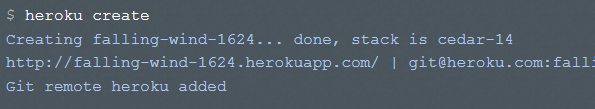 $ heroku create
Creating falling-wind-1624... done, stack is cedar-14
http://falling-wind-1624.herokuapp.com/ | git@heroku.com:falli
Git remote heroku added